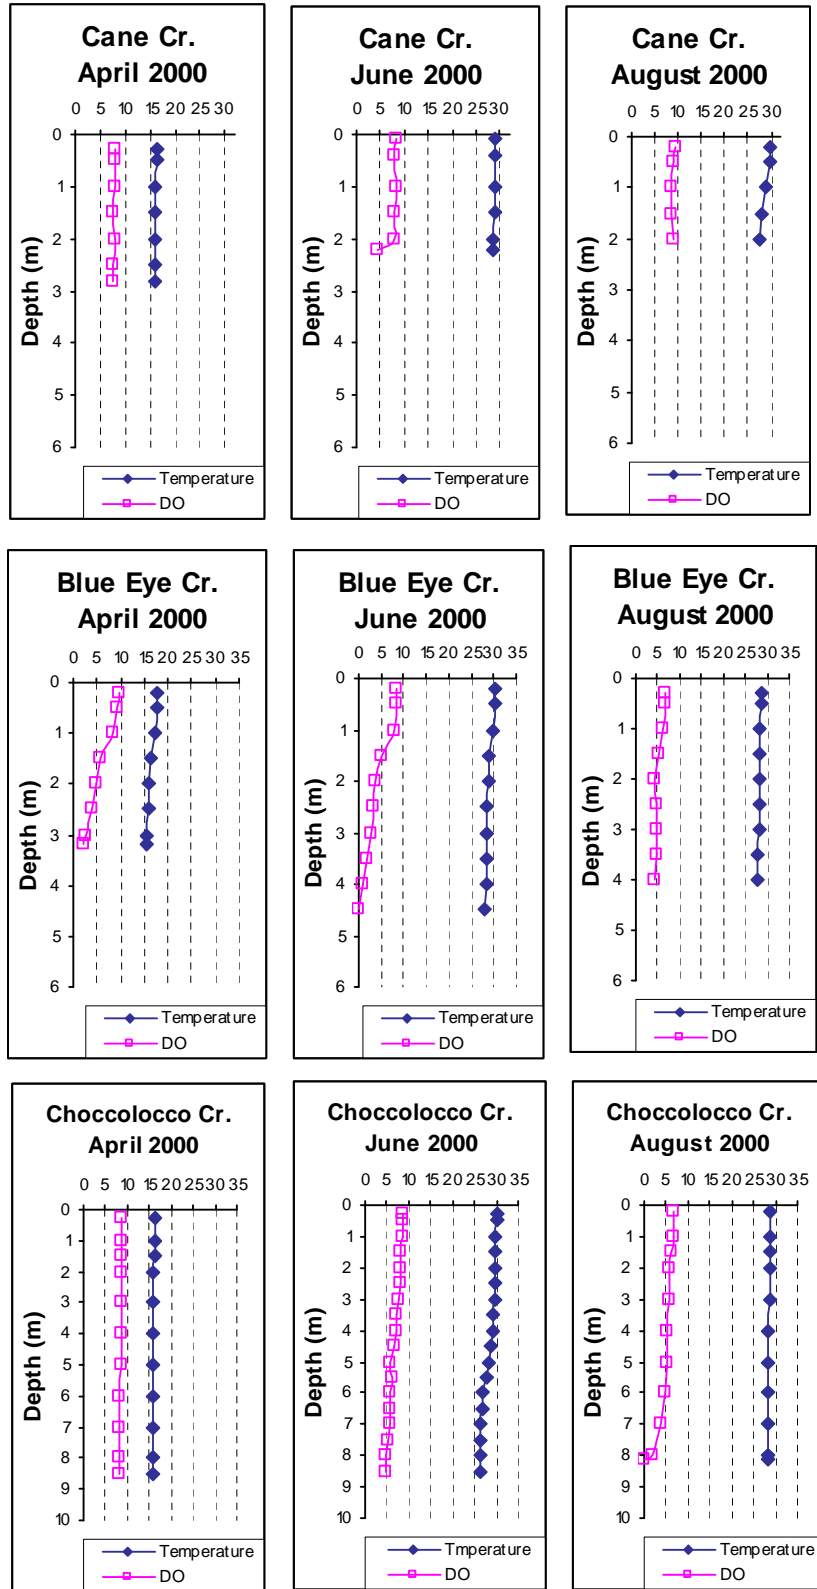 Cane Cr.
April 2000
0 5 10 15 20 25 30
0
1
2
3
4
5
6
Depth (m)
Temperature
DO
Cane Cr.
June 2000
0 5 10 15 20 25 30
0
1
2
3
4
5
6
Depth (m)
Temperature
DO
Cane Cr.
August 2000
0 5 10 15 20 25 30
0
1
2
3
4
5
6
Depth (m)
Temperature
DO
Blue Eye Cr.
April 2000
0 5 10 15 20 25 30 35
0
1
2
3
4
5
6
Depth (m)
Temperature
DO
Blue Eye Cr.
June 2000
0 5 10 15 20 25 30 35
0
1
2
3
4
5
6
Depth (m)
Temperature
DO
Blue Eye Cr.
August 2000
0 5 10 15 20 25 30 35
0
1
2
3
4
5
6
Depth (m)
Temperature
DO
Choccolocco Cr.
April 2000
0 5 10 15 20 25 30 35
0
1
2
3
4
5
6
7
8
9
10
Depth (m)
Temperature
DO
Choccolocco Cr.
June 2000
0 5 10 15 20 25 30 35
0
1
2
3
4
5
6
7
8
9
10
Depth (m)
Tmperature
DO
Choccolocco Cr.
August 2000
0 5 10 15 20 25 30 35
0
1
2
3
4
5
6
7
8
9
10
Depth (m)
Temperature
DO